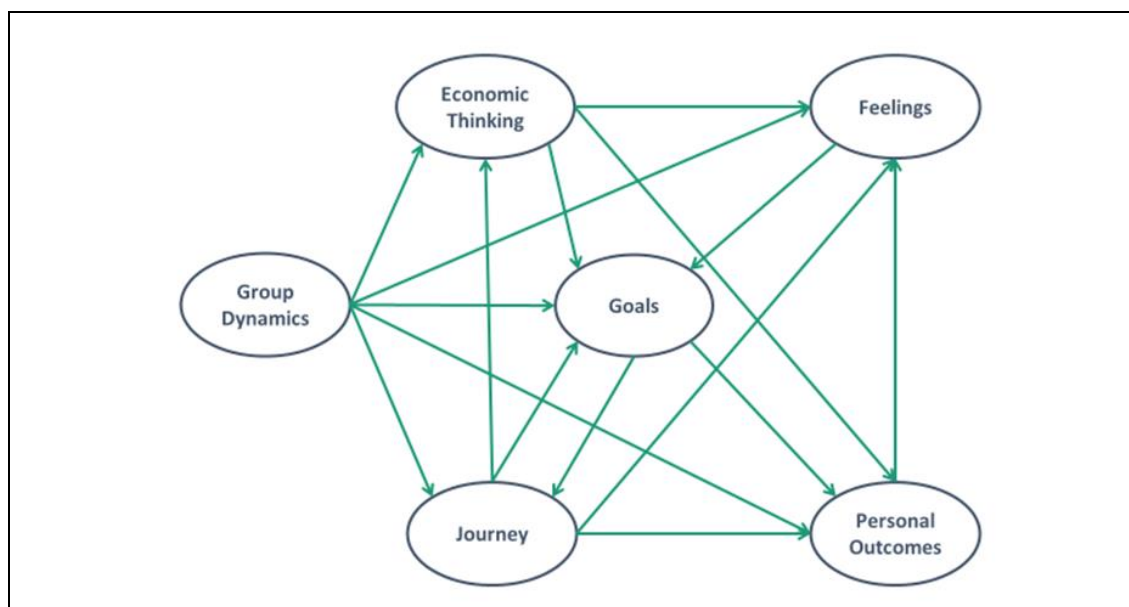 Economic
Thinking
Feelings
Group
Dynamics
Goals
Journey
Personal
Outcomes